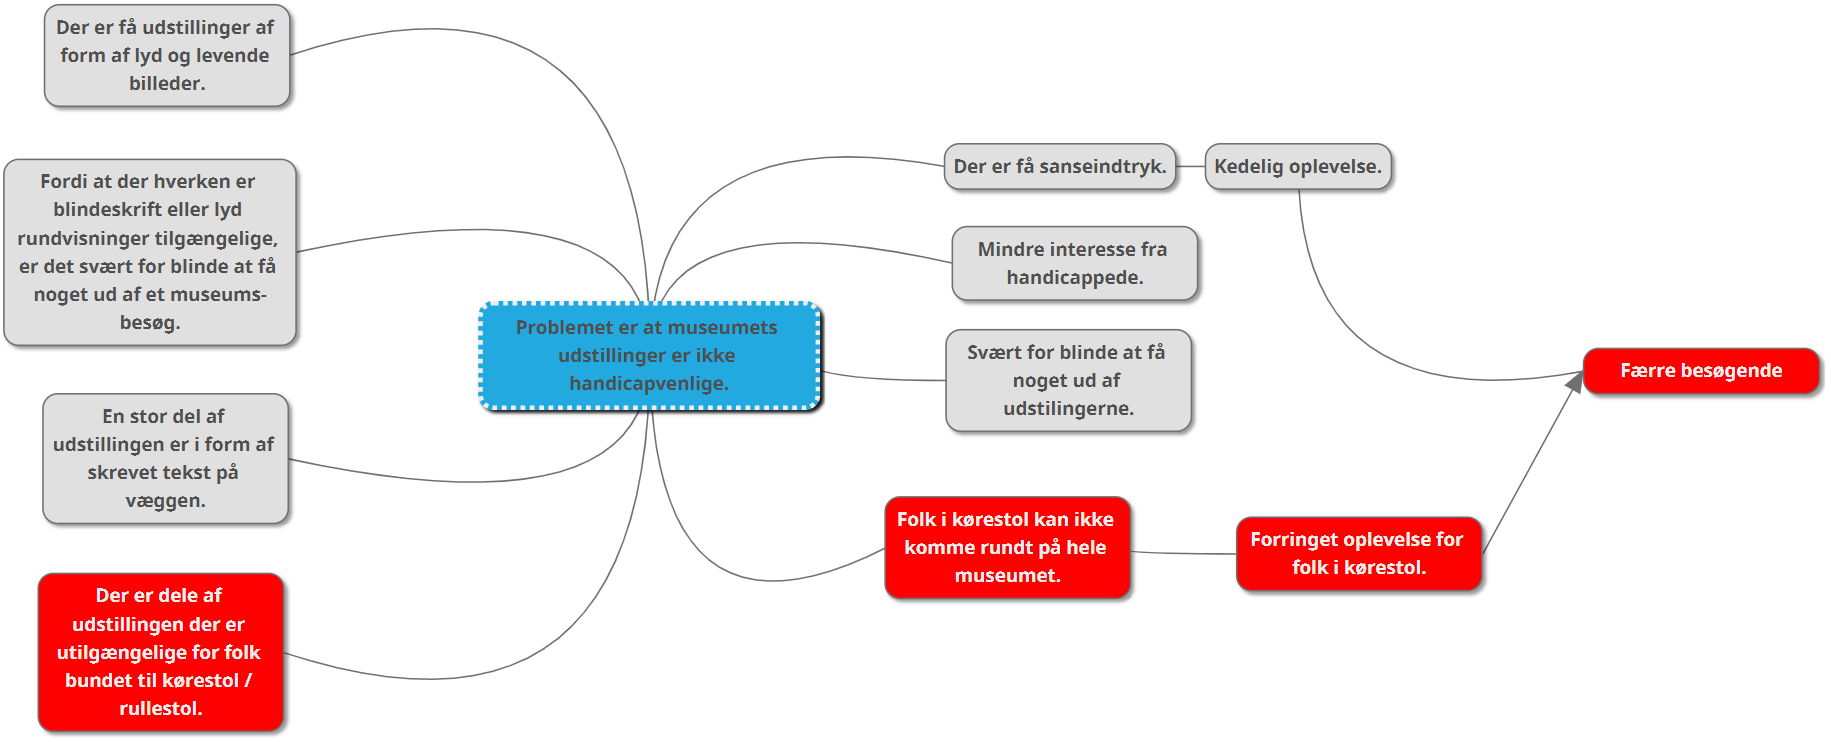 Der er få udstillinger af
form af lyd og levende
billeder.
Fordi at der hverken er
blindeskrift eller lyd
rundvisninger tilgængelige,
er det svært for blinde at få
noget ud af et museums-
besøg.
En stor del af
udstillingen er i form af
skrevet tekst på
væggen.
Der er dele af
udstillingen der er
utilgængelige for folk
bundet til kørestol /
rullestol.
Problemet er at museumets
udstillinger er ikke
handicapvenlige.
Der er få sanseindtryk.
Kedelig oplevelse.
Mindre interesse fra
handicappede.
Svært for blinde at få
noget ud af
udstilingerne.
Folk i kørestol kan ikke
komme rundt på hele
museumet.
Forringet oplevelse for
folk i kørestol.
Færre besøgende